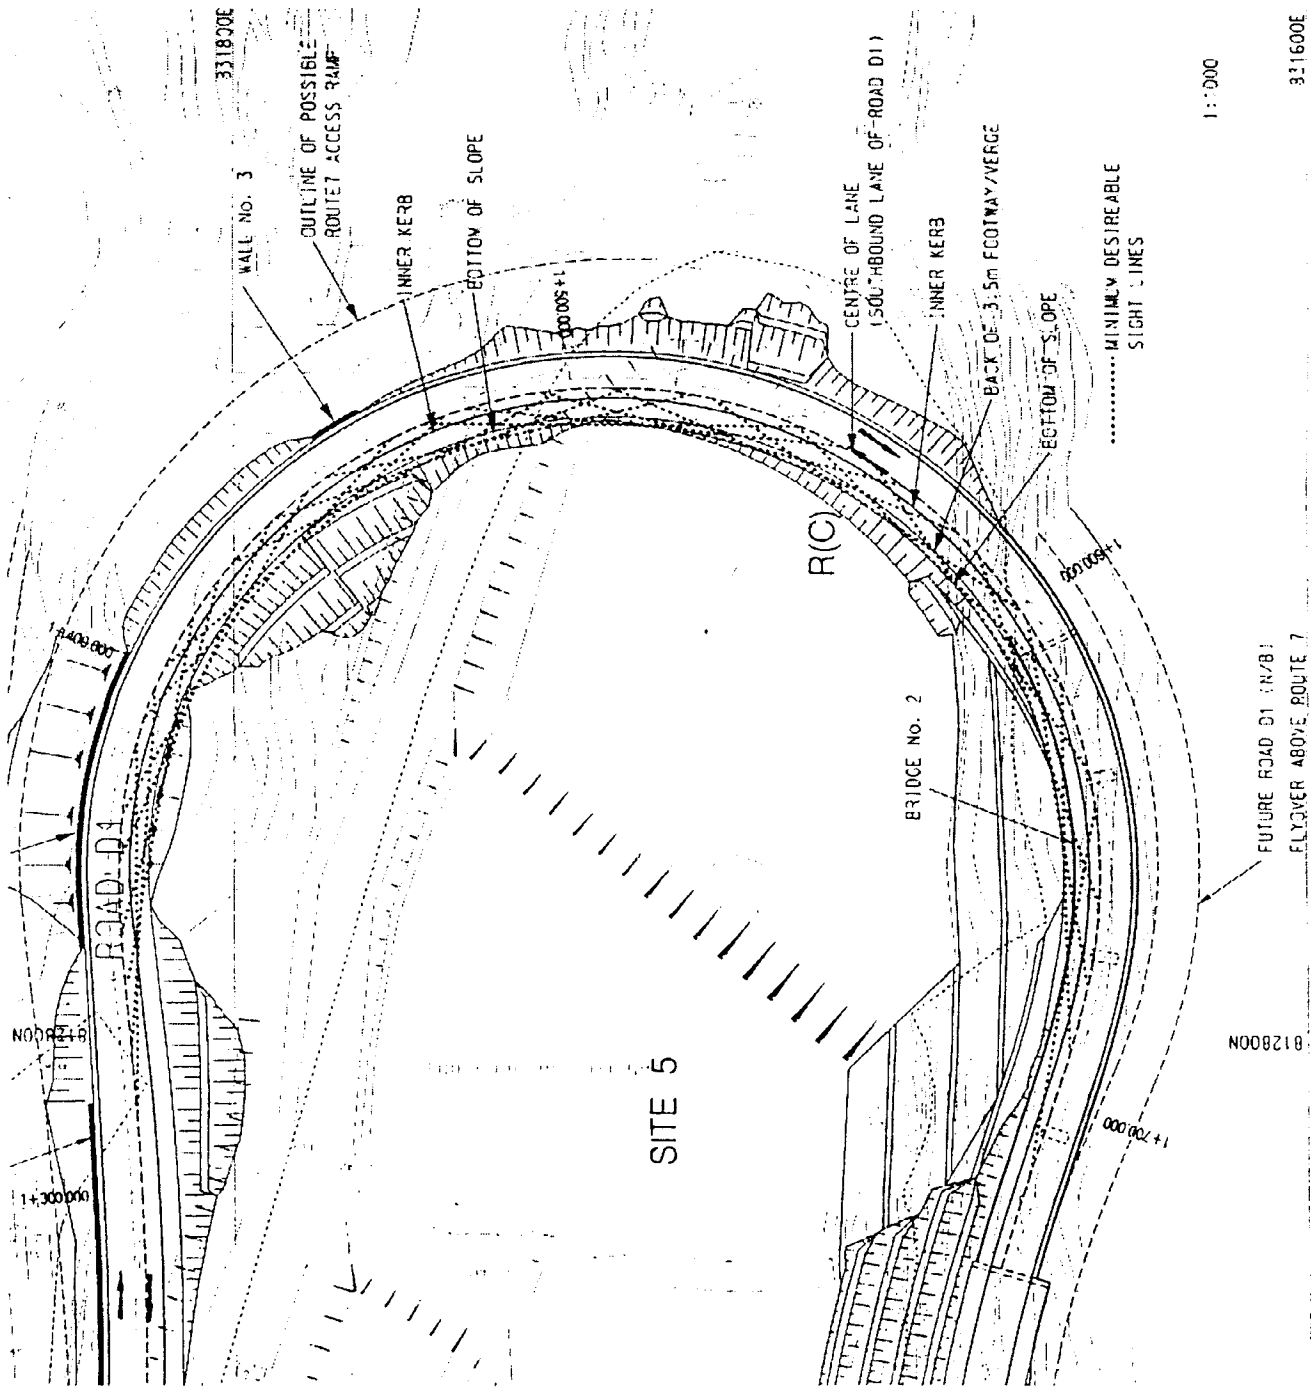 331800E
WALL No. 3
OUTLINE OF POSSIBLE
ROUTE7 ACCESS RAMP
INNER KERB
BOTTOM OF SLOPE
1+500.000
CENTRE OF LANE
(SOUTHBOUND LANE OF ROAD D1)
INNER KERB
BACK OF 3.5m FOOTWAY/VERGE
BOTTOM OF SLOPE
MINIMUM DESIREABLE
SIGHT LINES
331600E
R(C)
1+400.000
1+600.000
ROAD D1
BRIDGE No. 2
FUTURE ROAD D1 (N/B)
FLYOVER ABOVE ROUTE 7
812800N
812800N
SITE 5
1+300.000
1+700.000